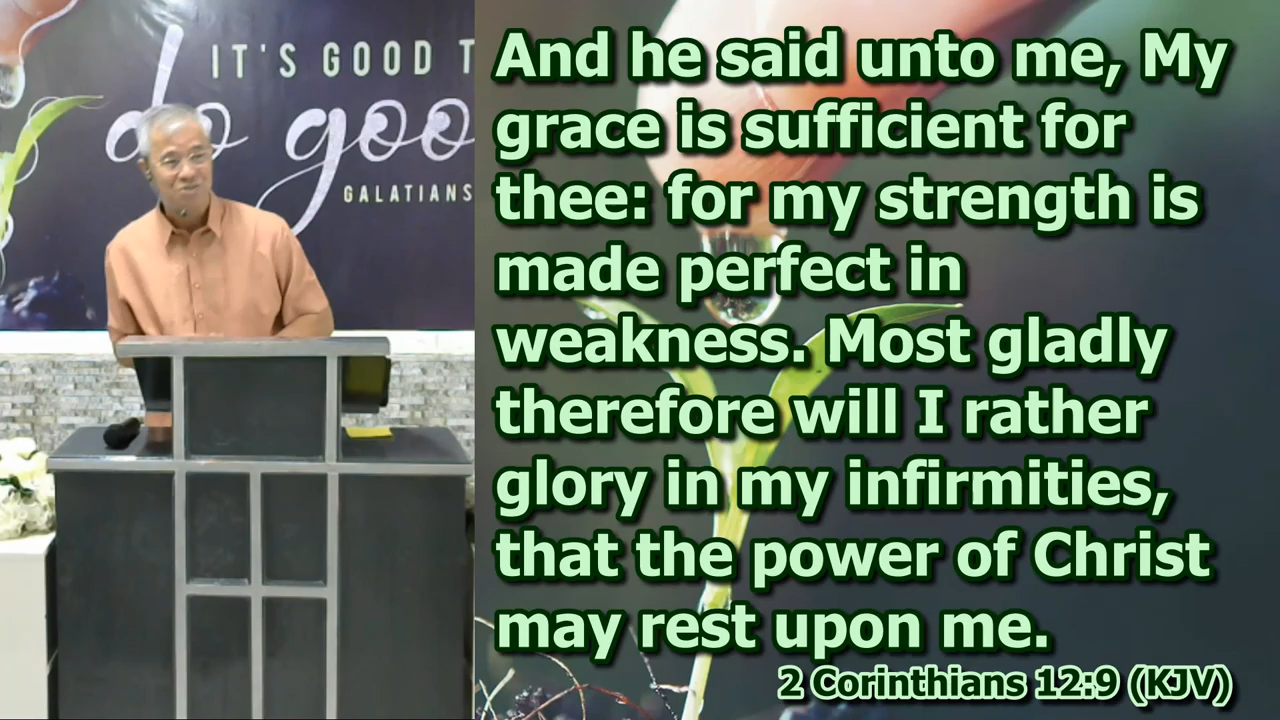 IT'S GOOD T
do goo
GALATIANS
And he said unto me, My
grace is sufficient for
thee: for my strength is
made perfect in
weakness. Most gladly
therefore will I rather
glory in my infirmities,
that the power of Christ
may rest upon me.
2 Corinthians 12:9 (KJV)